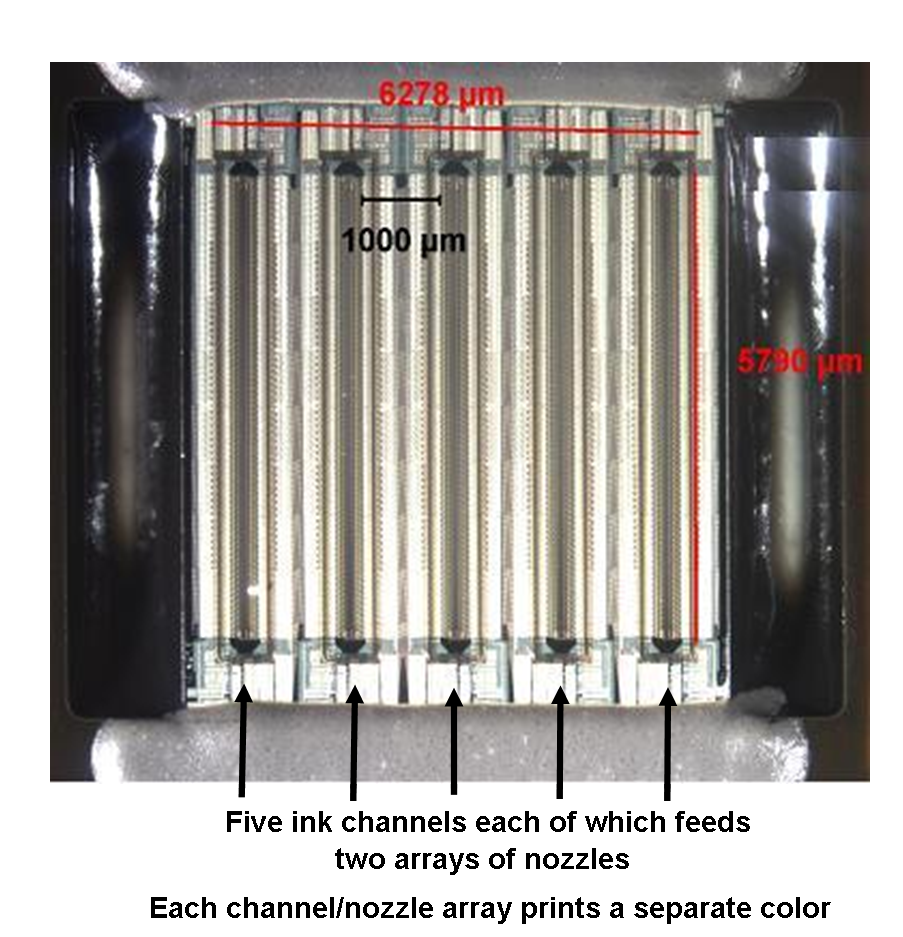 6278 µm
1000 µm
5790 µm
Five ink channels each of which feeds
two arrays of nozzles
Each channel/nozzle array prints a separate color